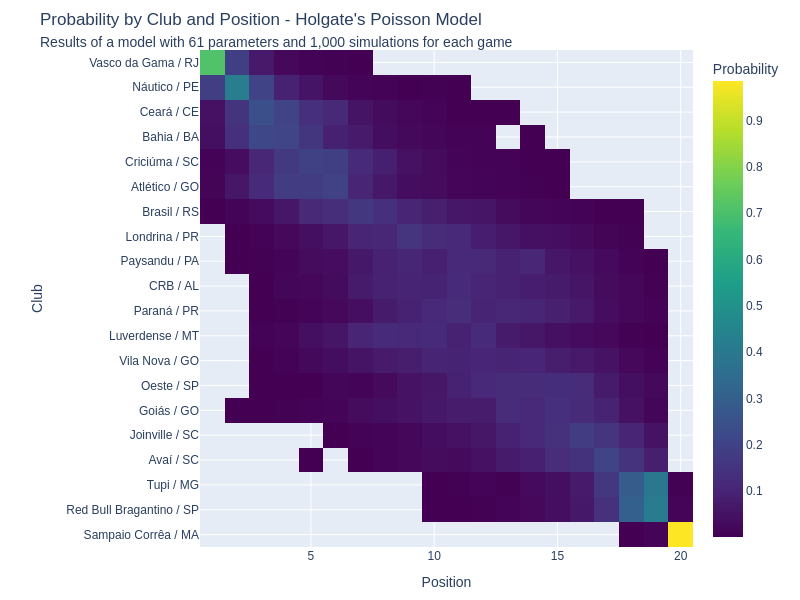 Probability by Club and Position - Holgate's Poisson Model
Results of a model with 61 parameters and 1,000 simulations for each game
Probability
Club
Vasco da Gama / RJ
Náutico / PE
Ceará / CE
Bahia / BA
Criciúma / SC
Atlético / GO
Brasil / RS
Londrina / PR
Paysandu / PA
CRB / AL
Paraná / PR
Luverdense / MT
Vila Nova / GO
Oeste / SP
Goiás / GO
Joinville / SC
Avaí / SC
Tupi / MG
Red Bull Bragantino / SP
Sampaio Corrêa / MA
0.9
0.8
0.7
0.6
0.5
0.4
0.3
0.2
0.1
5 10 15 20
Position